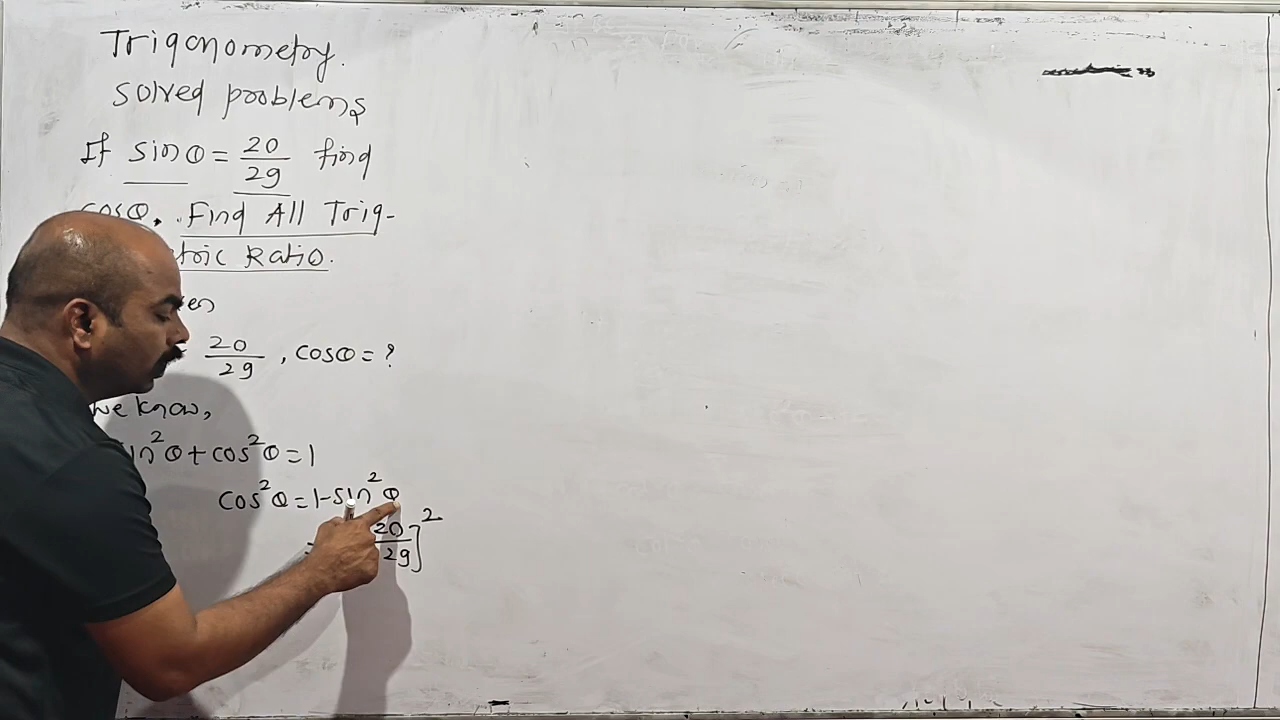 Trigonometry.
solved problems
If sinθ = 20/29 find
cosθ. Find All Trig-
tric Ratio.
en
20/29 , cosθ = ?
We know,
in²θ + cos²θ = 1
cos²θ = 1 - sin²θ
20/29]²